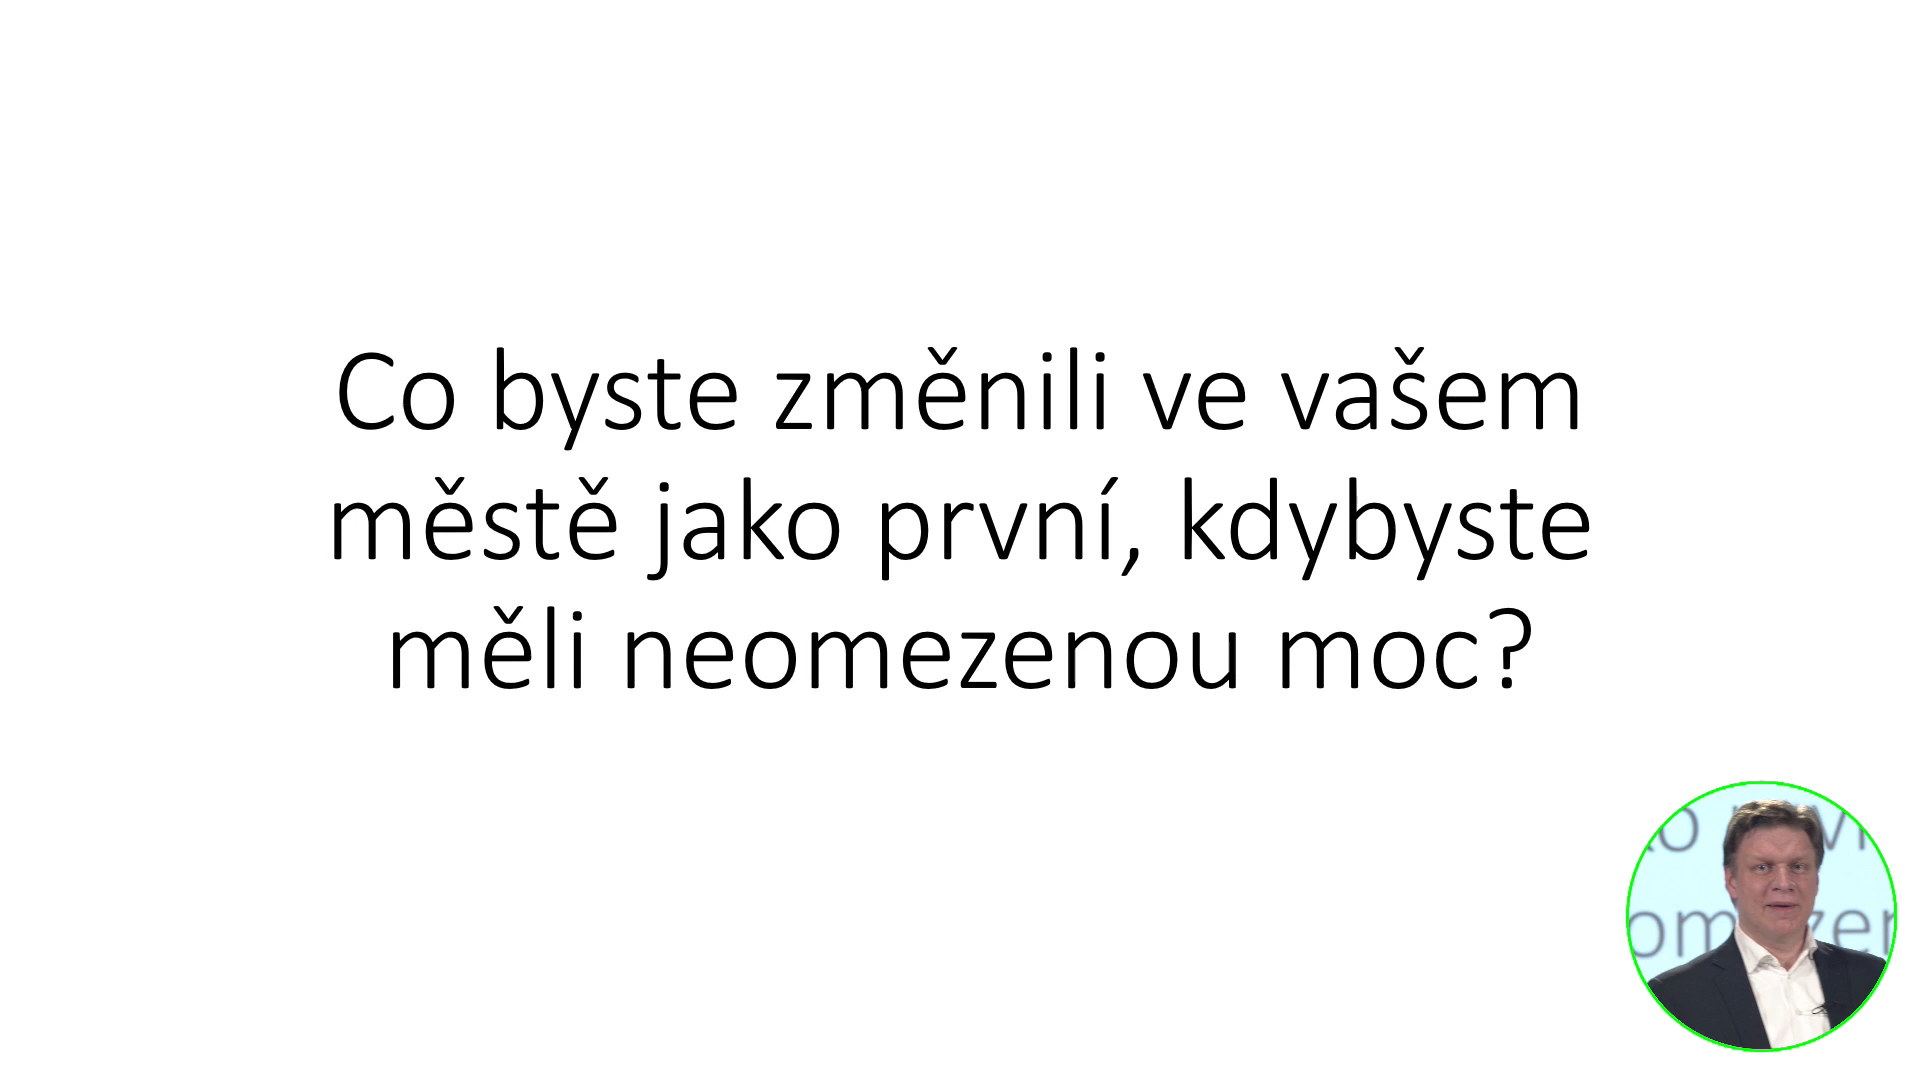 Co byste změnili ve vašem
městě jako první, kdybyste
měli neomezenou moc?